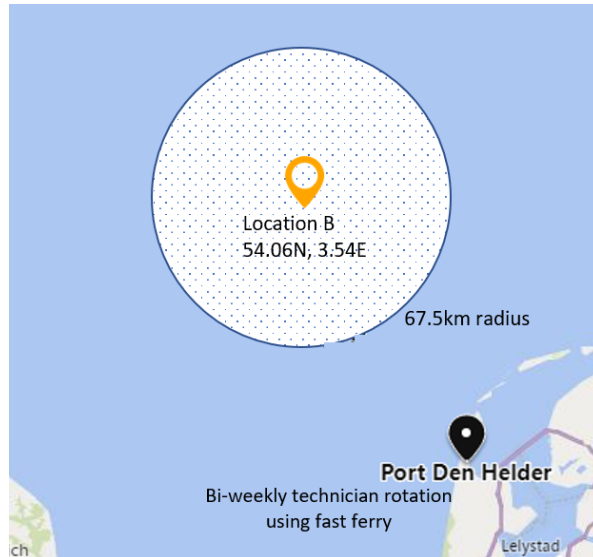 Location B
54.06N, 3.54E
67.5km radius
Port Den Helder
Bi-weekly technician rotation
using fast ferry
ch
Lelystad